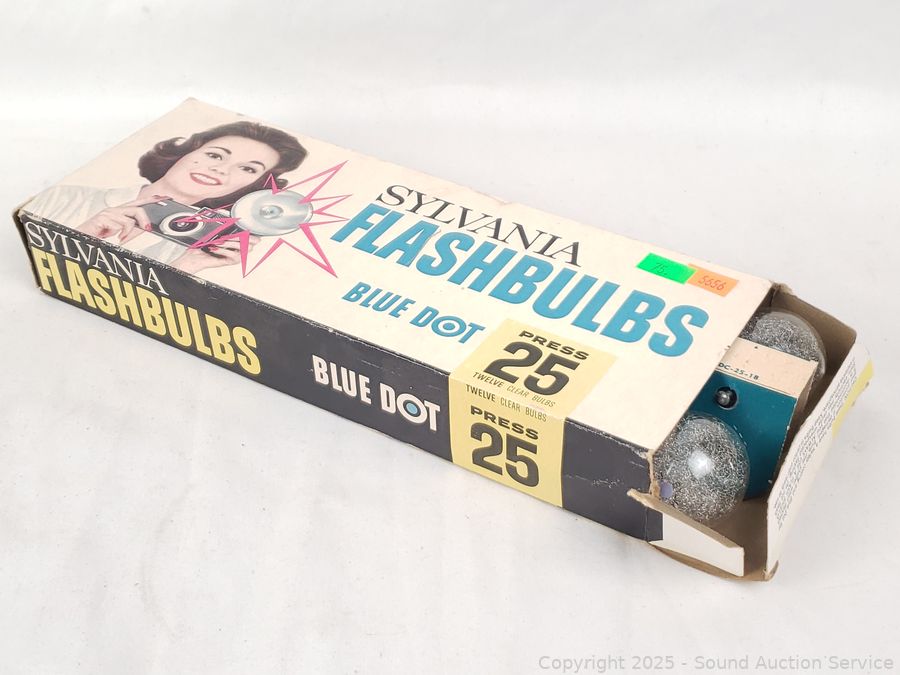 SYLVANIA
FLASHBULBS
BLUE DOT
PRESS
25
TWELVE CLEAR BULBS
5656
SYLVANIA
FLASHBULBS
BLUE DOT
TWELVE CLEAR BULBS
PRESS
25
DC-25-18
Copyright © 2025 - Sound Auction Service